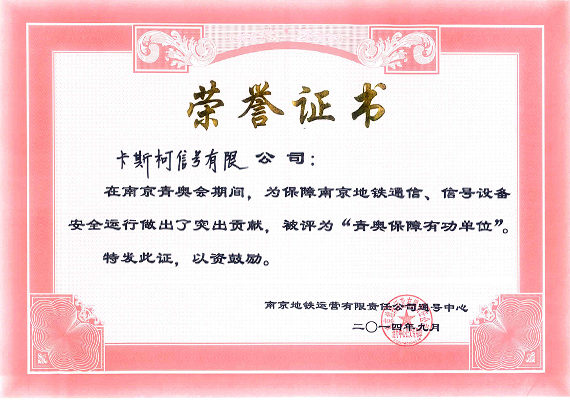 荣誉证书
卡斯柯信号有限公司：
在南京青奥会期间，为保障南京地铁通信、信号设备
安全运行做出了突出贡献，被评为“青奥保障有功单位”。
特发此证，以资鼓励。
南京地铁运营有限责任公司通号中心
二〇一四年九月